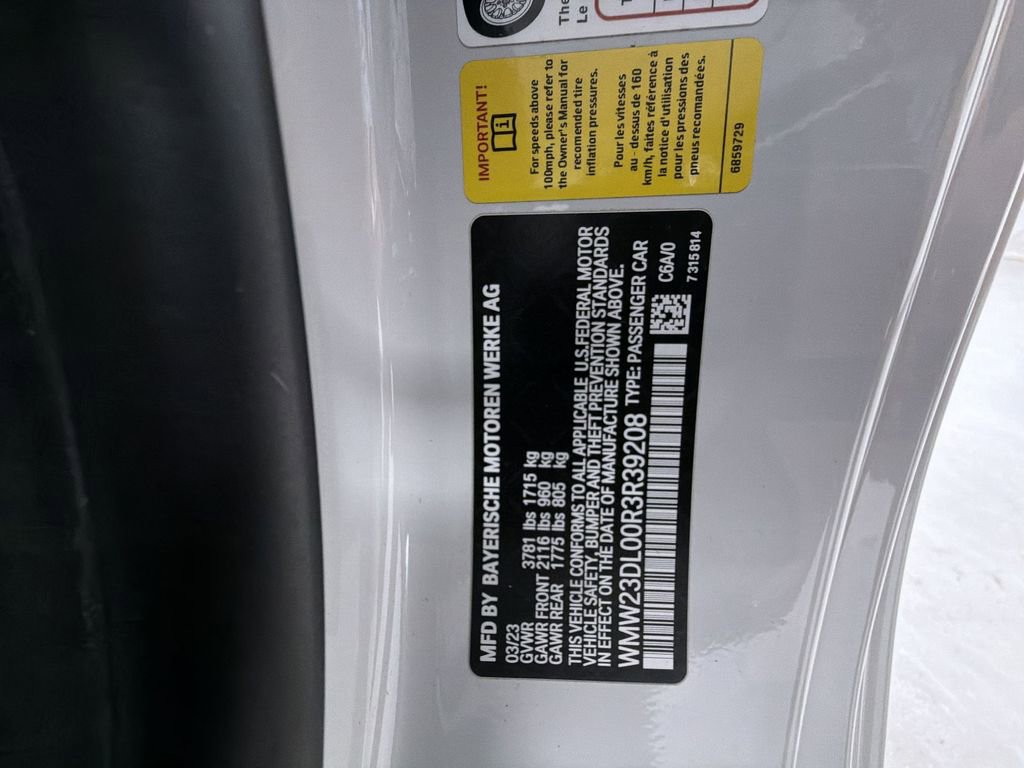 The
Le
T
IMPORTANT!
i
For speeds above
100mph, please refer to
the Owner's Manual for
recomended tire
inflation pressures.
Pour les vitesses
au - dessus de 160
km/h, faites référence à
la notice d'utilisation
pour les pressions des
pneus recomandées.
6859729
MFD BY BAYERISCHE MOTOREN WERKE AG
03/23
GVWR 3781 lbs 1715 kg
GAWR FRONT 2116 lbs 960 kg
GAWR REAR 1775 lbs 805 kg
THIS VEHICLE CONFORMS TO ALL APPLICABLE U.S.FEDERAL MOTOR
VEHICLE SAFETY, BUMPER AND THEFT PREVENTION STANDARDS
IN EFFECT ON THE DATE OF MANUFACTURE SHOWN ABOVE.
WMW23DL00R3R39208 TYPE: PASSENGER CAR
C6A/0
7315814